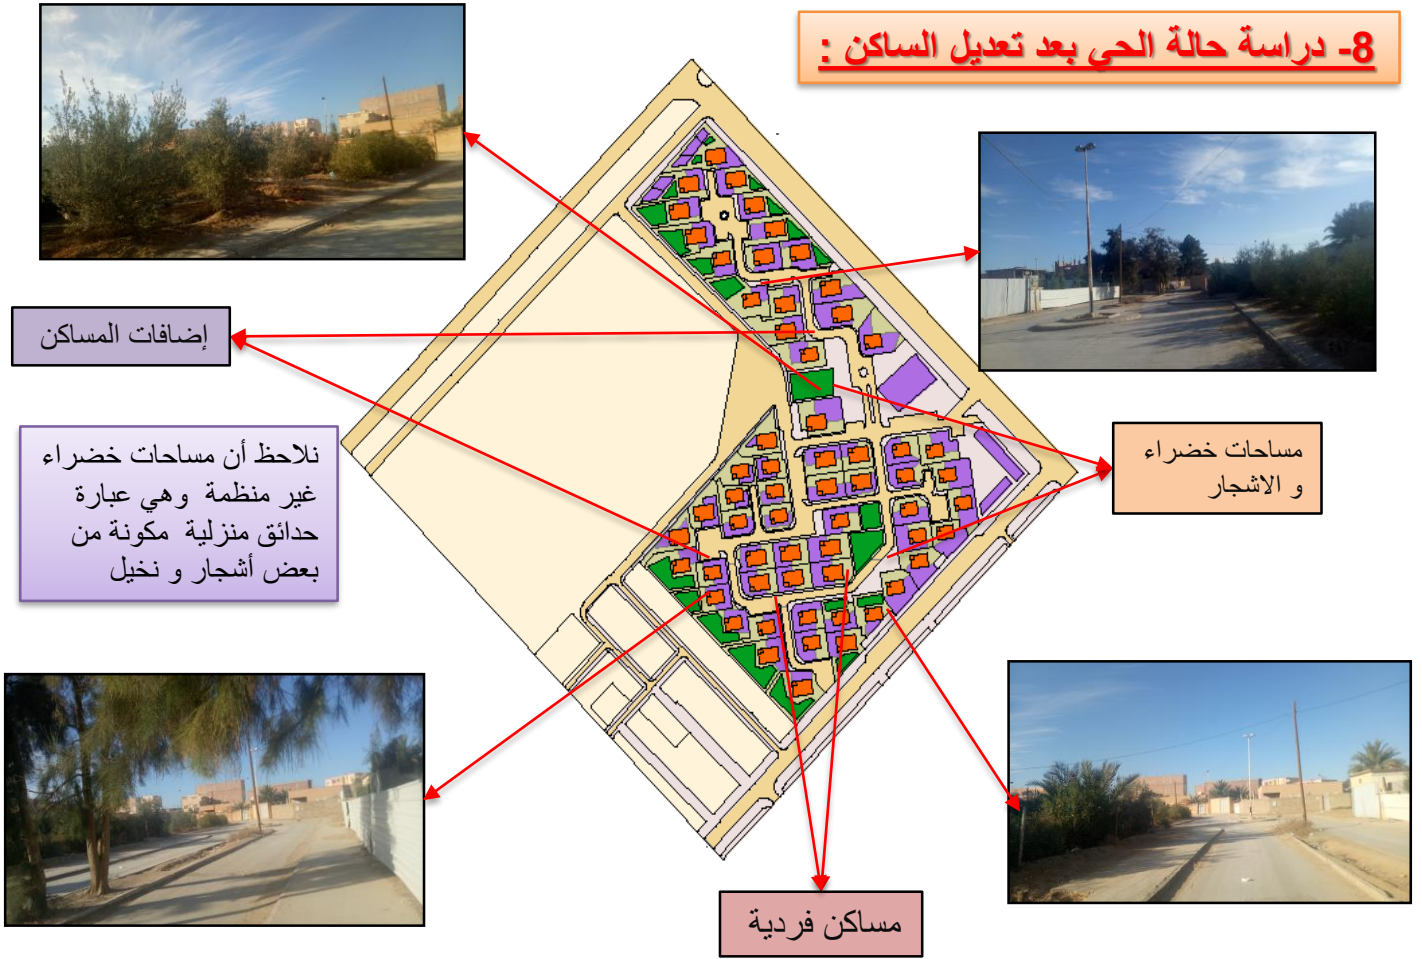 8- دراسة حالة الحي بعد تعديل الساكن :
إضافات المساكن
نلاحظ أن مساحات خضراء
غير منظمة وهي عبارة
حدائق منزلية مكونة من
بعض أشجار و نخيل
مساحات خضراء
و الاشجار
مساكن فردية